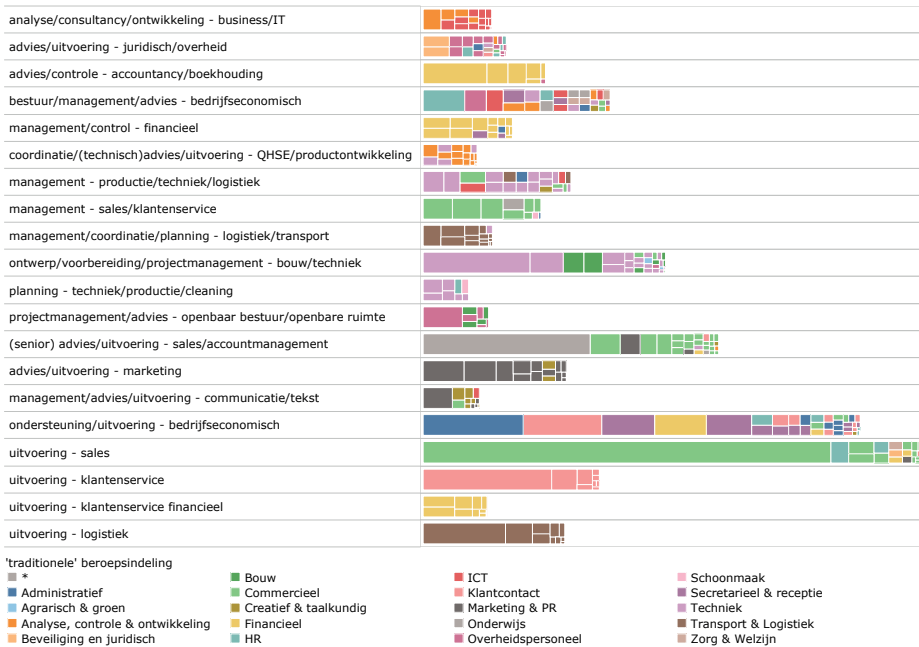 analyse/consultancy/ontwikkeling - business/IT
advies/uitvoering - juridisch/overheid
advies/controle - accountancy/boekhouding
bestuur/management/advies - bedrijfseconomisch
management/control - financieel
coordinatie/(technisch)advies/uitvoering - QHSE/productontwikkeling
management - productie/techniek/logistiek
management - sales/klantenservice
management/coordinatie/planning - logistiek/transport
ontwerp/voorbereiding/projectmanagement - bouw/techniek
planning - techniek/productie/cleaning
projectmanagement/advies - openbaar bestuur/openbare ruimte
(senior) advies/uitvoering - sales/accountmanagement
advies/uitvoering - marketing
management/advies/uitvoering - communicatie/tekst
ondersteuning/uitvoering - bedrijfseconomisch
uitvoering - sales
uitvoering - klantenservice
uitvoering - klantenservice financieel
uitvoering - logistiek
'traditionele' beroepsindeling
*
Administratief
Agrarisch & groen
Analyse, controle & ontwikkeling
Beveiliging en juridisch
Bouw
Commercieel
Creatief & taalkundig
Financieel
HR
ICT
Klantcontact
Marketing & PR
Onderwijs
Overheidspersoneel
Schoonmaak
Secretarieel & receptie
Techniek
Transport & Logistiek
Zorg & Welzijn